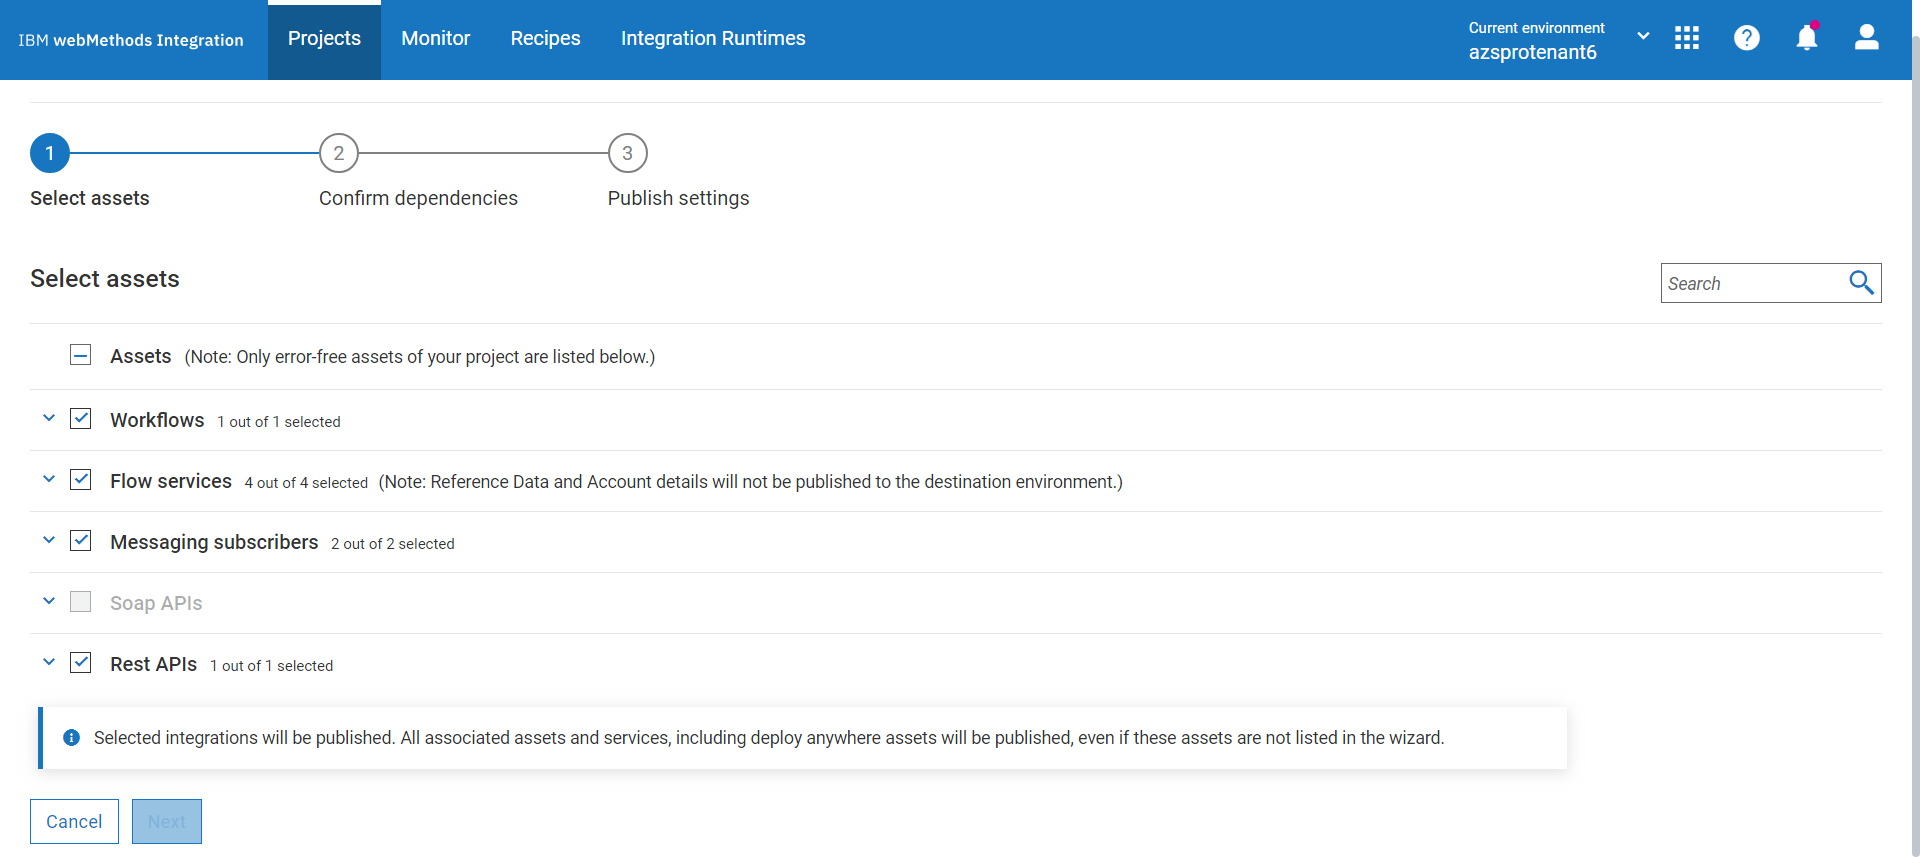 IBM webMethods Integration
Projects
Monitor
Recipes
Integration Runtimes
Current environment
azsprotenant6
?
1
2
3
Select assets
Confirm dependencies
Publish settings
Select assets
Search
Assets (Note: Only error-free assets of your project are listed below.)
Workflows 1 out of 1 selected
Flow services 4 out of 4 selected (Note: Reference Data and Account details will not be published to the destination environment.)
Messaging subscribers 2 out of 2 selected
Soap APIs
Rest APIs 1 out of 1 selected
Selected integrations will be published. All associated assets and services, including deploy anywhere assets will be published, even if these assets are not listed in the wizard.
Cancel
Next